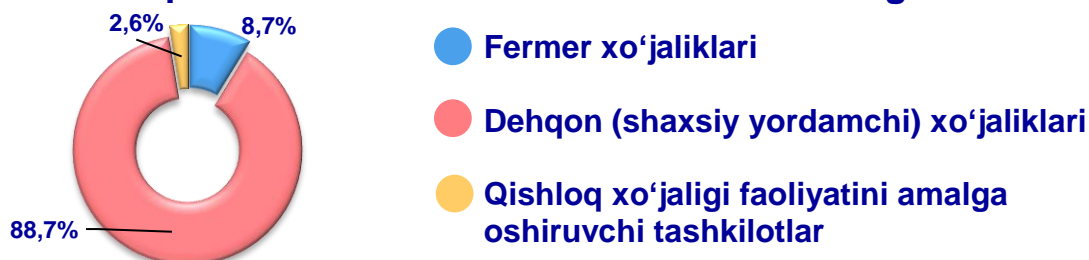 2,6%
8,7%
88,7%
Fermer xo‘jaliklari
Dehqon (shaxsiy yordamchi) xo‘jaliklari
Qishloq xo‘jaligi faoliyatini amalga
oshiruvchi tashkilotlar